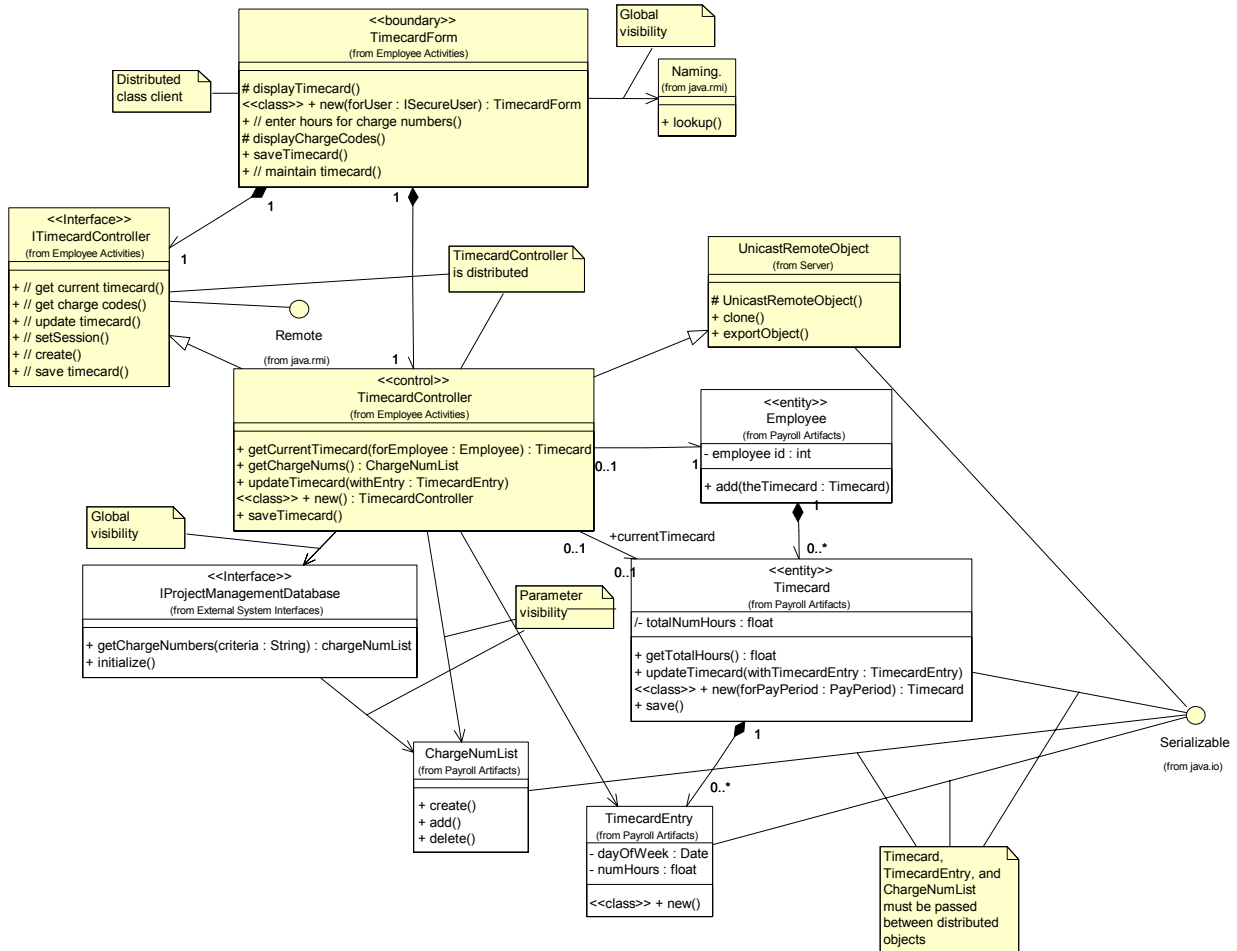 <<boundary>>
TimecardForm
(from Employee Activities)
# displayTimecard()
<<class>> + new(forUser : ISecureUser) : TimecardForm
+ // enter hours for charge numbers()
# displayChargeCodes()
+ saveTimecard()
+ // maintain timecard()
Distributed
class client
Global
visibility
Naming.
(from java.rmi)
+ lookup()
1
1
1
1
<<Interface>>
ITimecardController
(from Employee Activities)
+ // get current timecard()
+ // get charge codes()
+ // update timecard()
+ // setSession()
+ // create()
+ // save timecard()
Remote
(from java.rmi)
TimecardController
is distributed
UnicastRemoteObject
(from Server)
# UnicastRemoteObject()
+ clone()
+ exportObject()
<<control>>
TimecardController
(from Employee Activities)
+ getCurrentTimecard(forEmployee : Employee) : Timecard
+ getChargeNums() : ChargeNumList
+ updateTimecard(withEntry : TimecardEntry)
<<class>> + new() : TimecardController
+ saveTimecard()
0..1
1
<<entity>>
Employee
(from Payroll Artifacts)
- employee id : int
+ add(theTimecard : Timecard)
1
0..*
+currentTimecard
0..1
0..1
Global
visibility
<<Interface>>
IProjectManagementDatabase
(from External System Interfaces)
+ getChargeNumbers(criteria : String) : chargeNumList
+ initialize()
Parameter
visibility
<<entity>>
Timecard
(from Payroll Artifacts)
/- totalNumHours : float
+ getTotalHours() : float
+ updateTimecard(withTimecardEntry : TimecardEntry)
<<class>> + new(forPayPeriod : PayPeriod) : Timecard
+ save()
1
0..*
Serializable
(from java.io)
ChargeNumList
(from Payroll Artifacts)
+ create()
+ add()
+ delete()
TimecardEntry
(from Payroll Artifacts)
- dayOfWeek : Date
- numHours : float
<<class>> + new()
Timecard,
TimecardEntry, and
ChargeNumList
must be passed
between distributed
objects